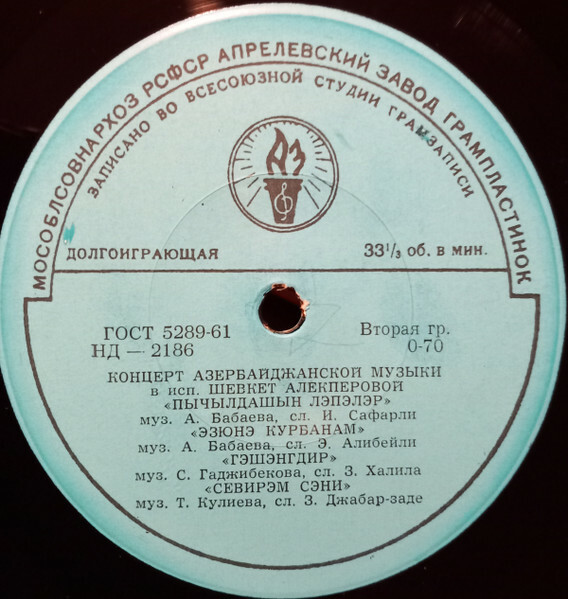 МОСОБЛСОВНАРХОЗ РСФСР АПРЕЛЕВСКИЙ ЗАВОД ГРАМПЛАСТИНОК
ЗАПИСАНО ВО ВСЕСОЮЗНОЙ СТУДИИ ГРАМЗАПИСИ
АЗ
ДОЛГОИГРАЮЩАЯ 33⅓ об. в мин.
ГОСТ 5289-61 Вторая гр.
НД — 2186 0-70
КОНЦЕРТ АЗЕРБАЙДЖАНСКОЙ МУЗЫКИ
в исп. ШЕВКЕТ АЛЕКПЕРОВОЙ
«ПЫЧЫЛДАШЫН ЛЭПЭЛЭР»
муз. А. Бабаева, сл. И. Сафарли
«ЭЗЮНЭ КУРБАНАМ»
муз. А. Бабаева, сл. Э. Алибейли
«ГЭШЭНГДИР»
муз. С. Гаджибекова, сл. З. Халила
«СЕВИРЭМ СЭНИ»
муз. Т. Кулиева, сл. З. Джабар-заде